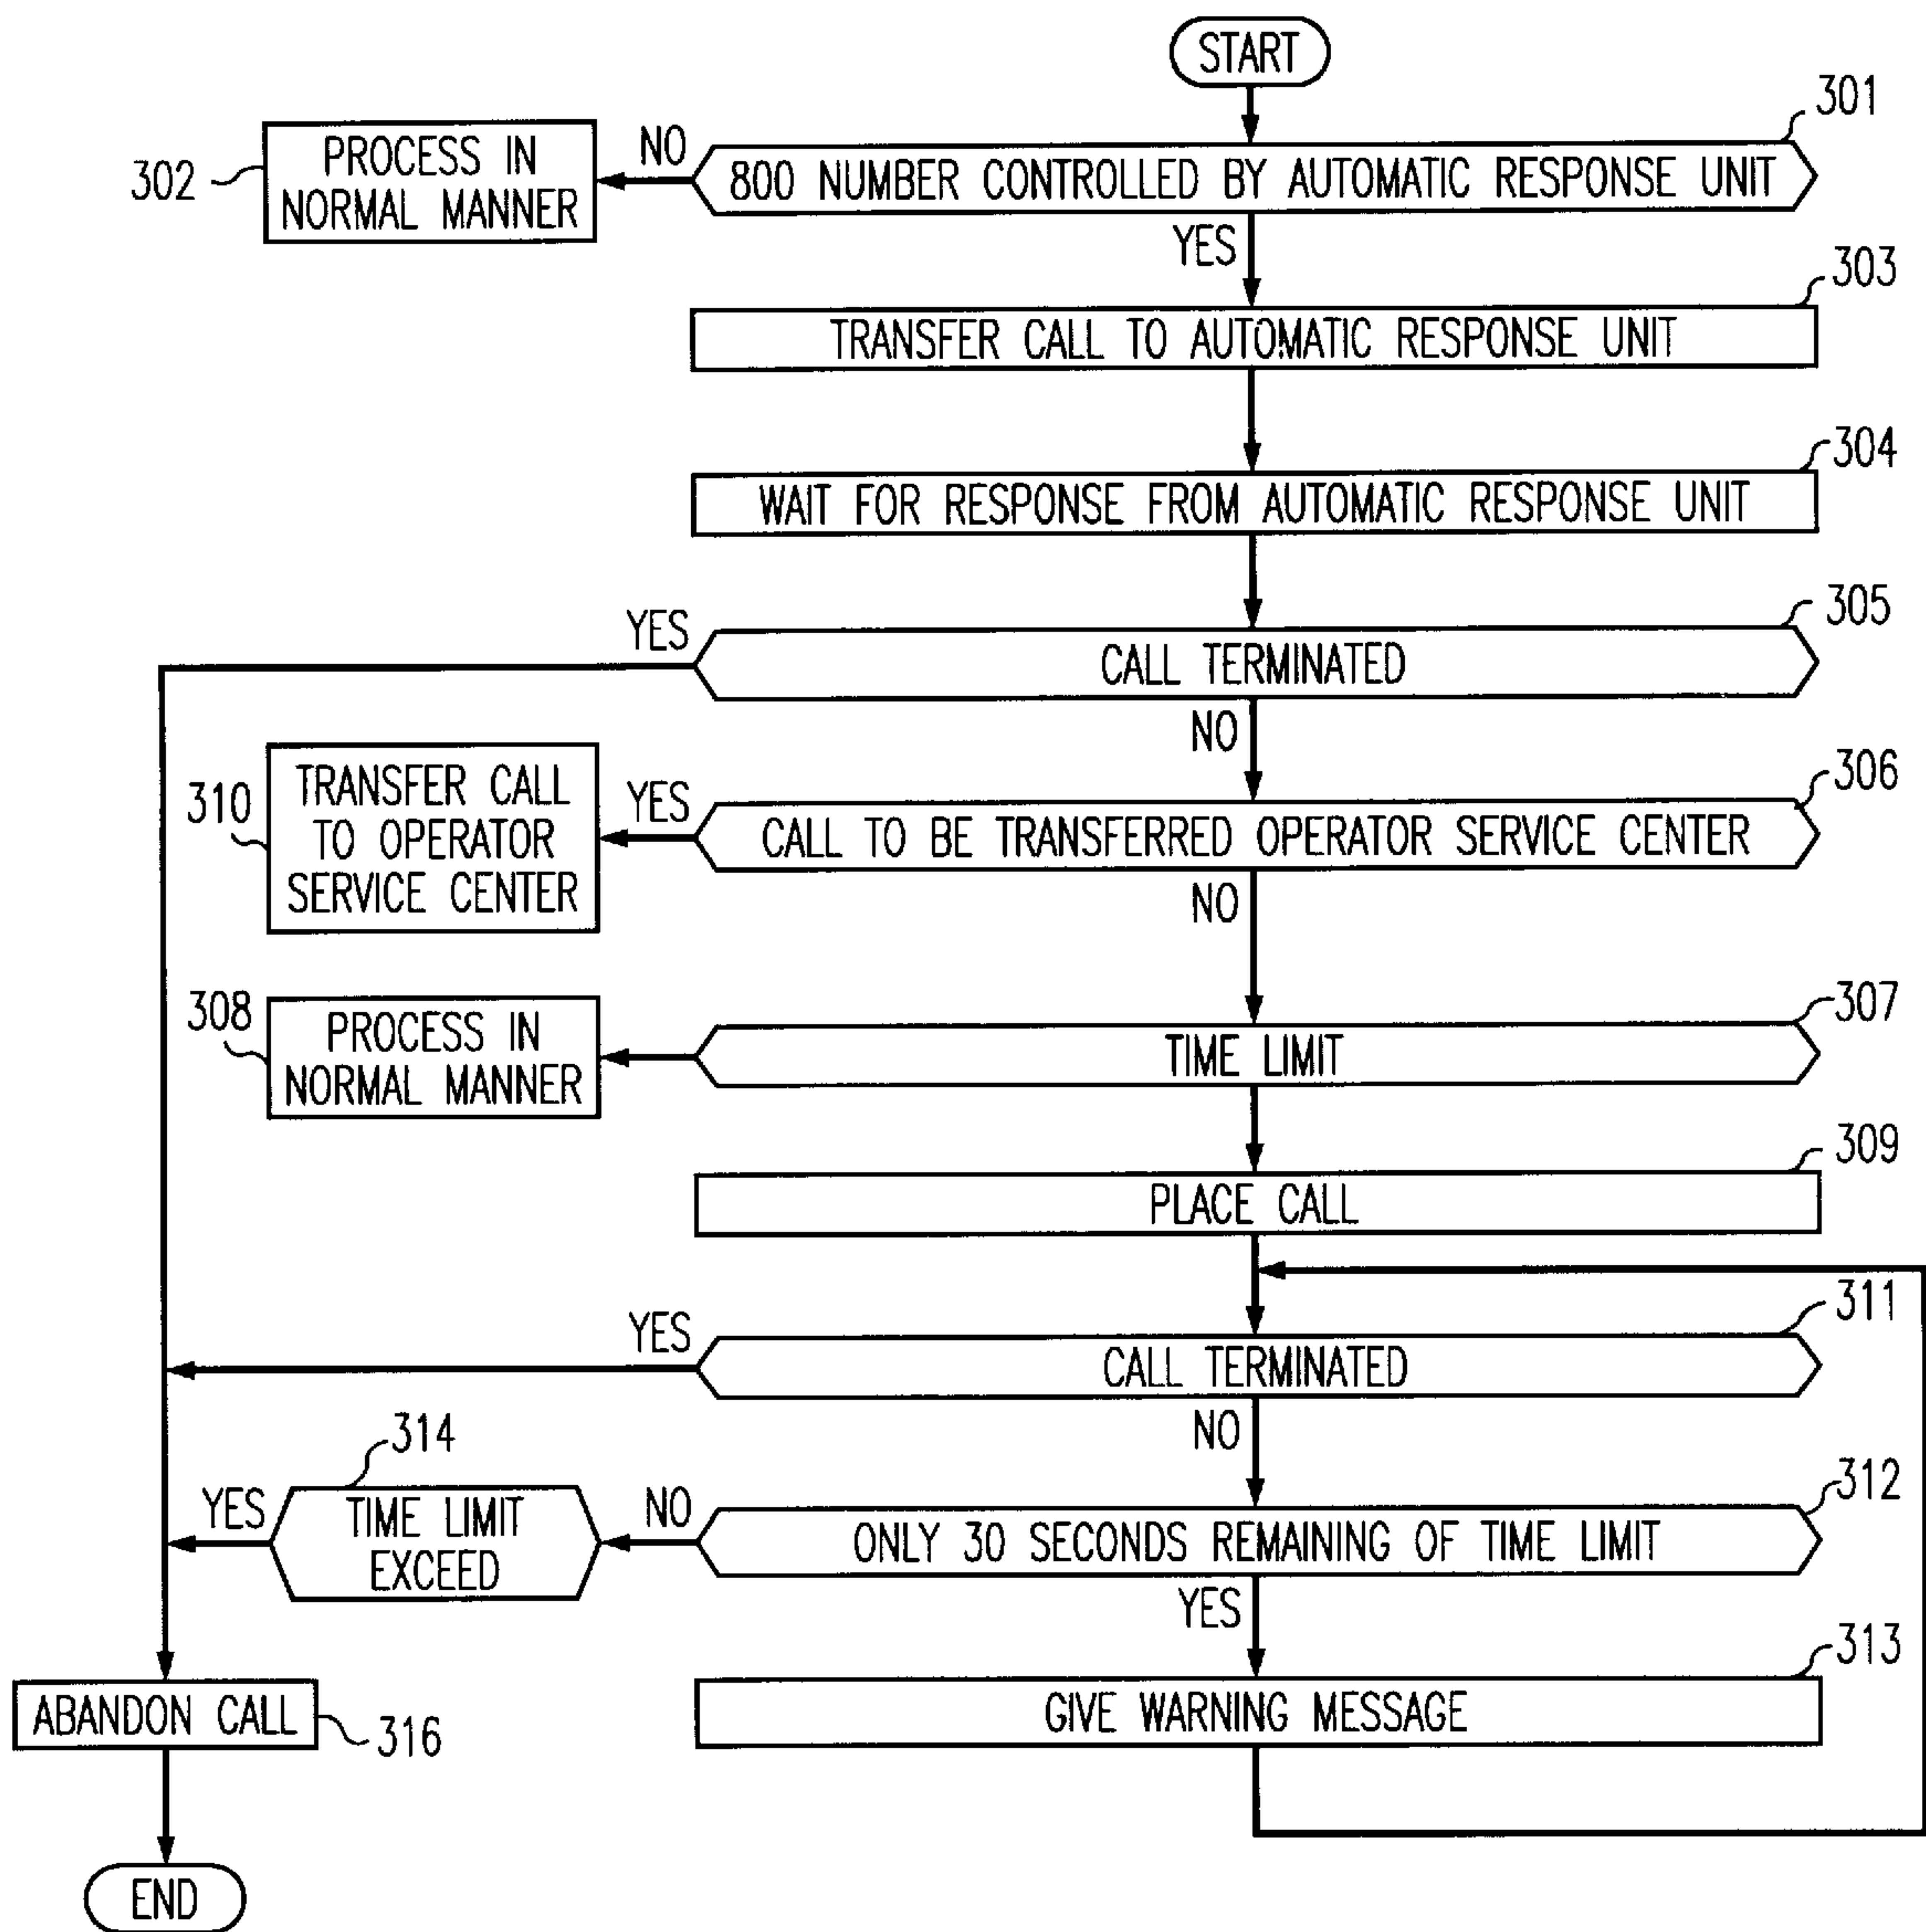 START
301
800 NUMBER CONTROLLED BY AUTOMATIC RESPONSE UNIT
NO
PROCESS IN
NORMAL MANNER
302
YES
303
TRANSFER CALL TO AUTOMATIC RESPONSE UNIT
304
WAIT FOR RESPONSE FROM AUTOMATIC RESPONSE UNIT
305
YES
CALL TERMINATED
NO
306
CALL TO BE TRANSFERRED OPERATOR SERVICE CENTER
YES
TRANSFER CALL
TO OPERATOR
SERVICE CENTER
310
NO
307
TIME LIMIT
308
PROCESS IN
NORMAL MANNER
309
PLACE CALL
311
YES
CALL TERMINATED
NO
312
ONLY 30 SECONDS REMAINING OF TIME LIMIT
NO
314
TIME LIMIT
EXCEED
YES
YES
313
GIVE WARNING MESSAGE
ABANDON CALL
316
END